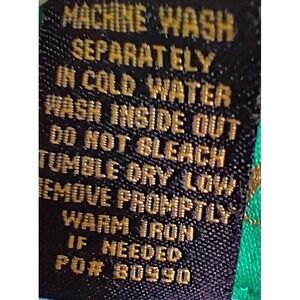 MACHINE WASH
SEPARATELY
IN COLD WATER
WASH INSIDE OUT
DO NOT BLEACH
TUMBLE DRY LOW
REMOVE PROMPTLY
WARM IRON
IF NEEDED
PO# 80990